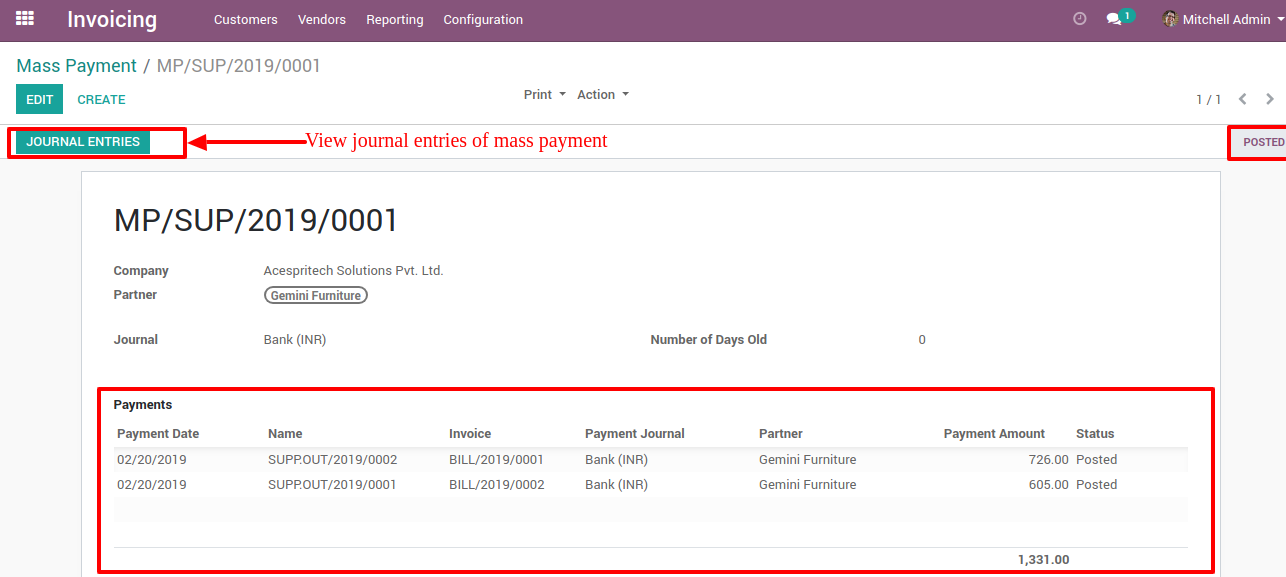 Invoicing Customers Vendors Reporting Configuration 1 Mitchell Admin
Mass Payment / MP/SUP/2019/0001
EDIT CREATE Print Action 1 / 1
JOURNAL ENTRIES View journal entries of mass payment POSTED
MP/SUP/2019/0001
Company Acespritech Solutions Pvt. Ltd.
Partner Gemini Furniture
Journal Bank (INR) Number of Days Old 0
Payments
Payment Date Name Invoice Payment Journal Partner Payment Amount Status
02/20/2019 SUPP.OUT/2019/0002 BILL/2019/0001 Bank (INR) Gemini Furniture 726.00 Posted
02/20/2019 SUPP.OUT/2019/0001 BILL/2019/0002 Bank (INR) Gemini Furniture 605.00 Posted
1,331.00